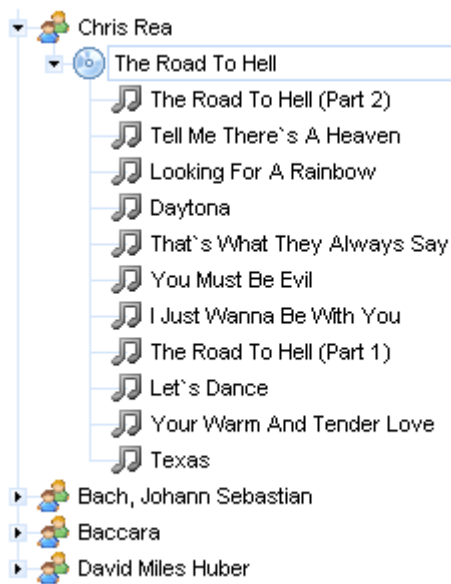 Chris Rea
The Road To Hell
The Road To Hell (Part 2)
Tell Me There`s A Heaven
Looking For A Rainbow
Daytona
That`s What They Always Say
You Must Be Evil
I Just Wanna Be With You
The Road To Hell (Part 1)
Let`s Dance
Your Warm And Tender Love
Texas
Bach, Johann Sebastian
Baccara
David Miles Huber